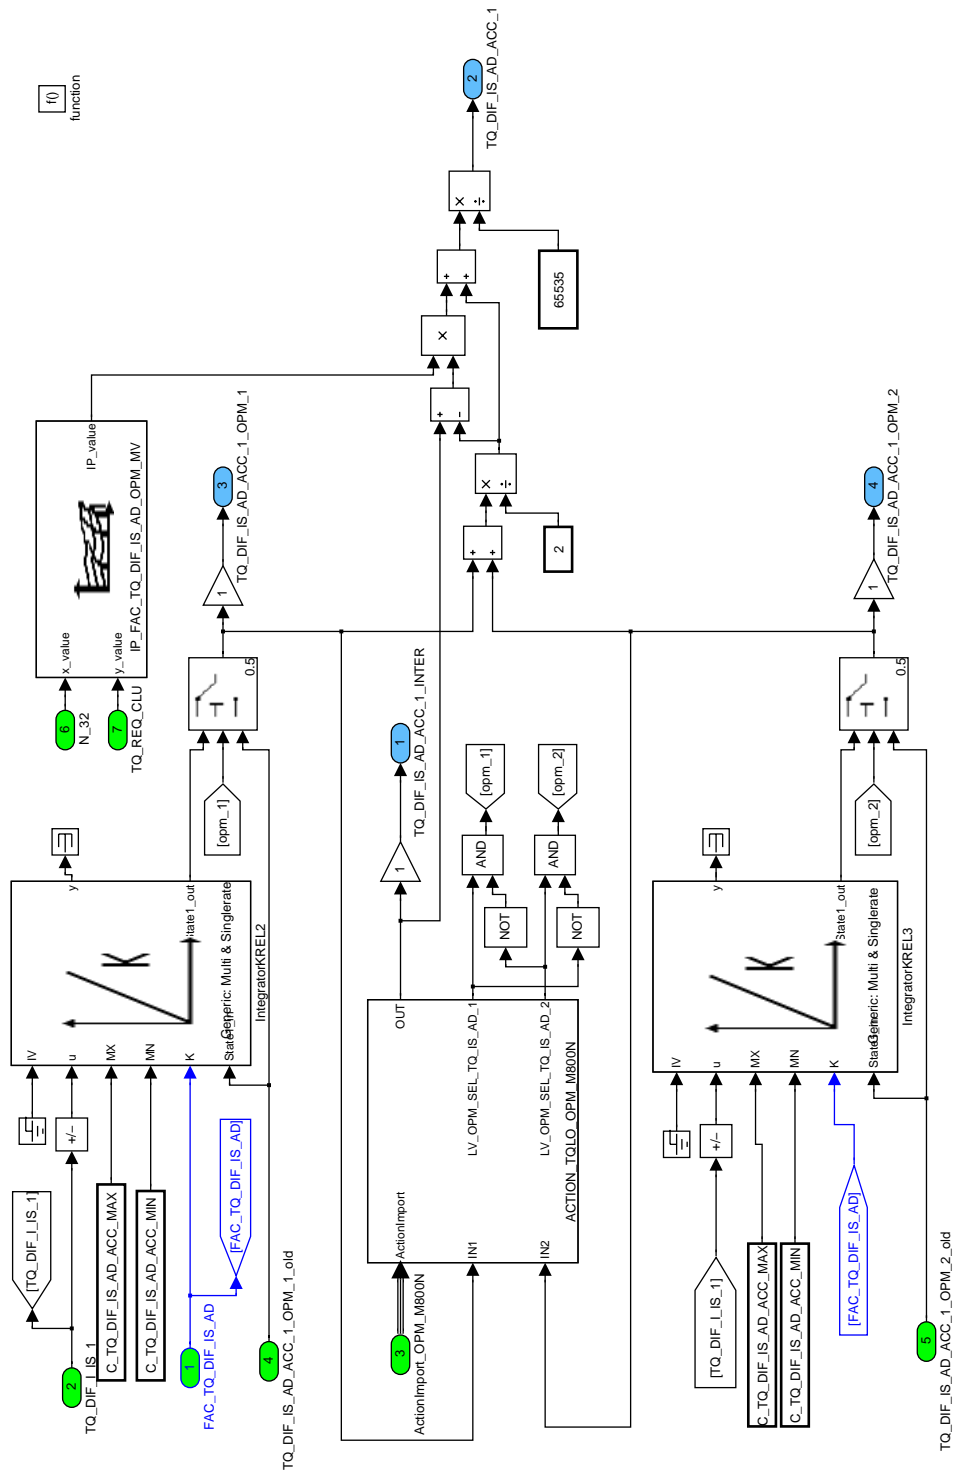 f()
function
2
TQ_DIF_IS_AD_ACC_1
×
÷
65535
+
+
×
+
-
×
÷
2
+
+
IP_value
x_value
y_value
IP_FAC_TQ_DIF_IS_AD_OPM_MV
6
N_32
7
TQ_REQ_CLU
3
TQ_DIF_IS_AD_ACC_1_OPM_1
1
0.5
[opm_1]
y
State1_out
Generic: Multi & Singlerate
IntegratorKREL2
K
IV
u
MX
MN
K
+/−
[TQ_DIF_I_IS_1]
2
TQ_DIF_I_IS_1
C_TQ_DIF_IS_AD_ACC_MAX
C_TQ_DIF_IS_AD_ACC_MIN
1
FAC_TQ_DIF_IS_AD
[FAC_TQ_DIF_IS_AD]
4
TQ_DIF_IS_AD_ACC_1_OPM_1_old
1
TQ_DIF_IS_AD_ACC_1_INTER
1
[opm_1]
[opm_2]
AND
AND
NOT
NOT
OUT
LV_OPM_SEL_TQ_IS_AD_1
LV_OPM_SEL_TQ_IS_AD_2
ActionImport
IN1
IN2
ACTION_TQLO_OPM_M800N
3
ActionImport_OPM_M800N
4
TQ_DIF_IS_AD_ACC_1_OPM_2
1
0.5
[opm_2]
y
State1_out
Generic: Multi & Singlerate
IntegratorKREL3
K
IV
u
MX
MN
K
+/−
[TQ_DIF_I_IS_1]
C_TQ_DIF_IS_AD_ACC_MAX
C_TQ_DIF_IS_AD_ACC_MIN
[FAC_TQ_DIF_IS_AD]
5
TQ_DIF_IS_AD_ACC_1_OPM_2_old